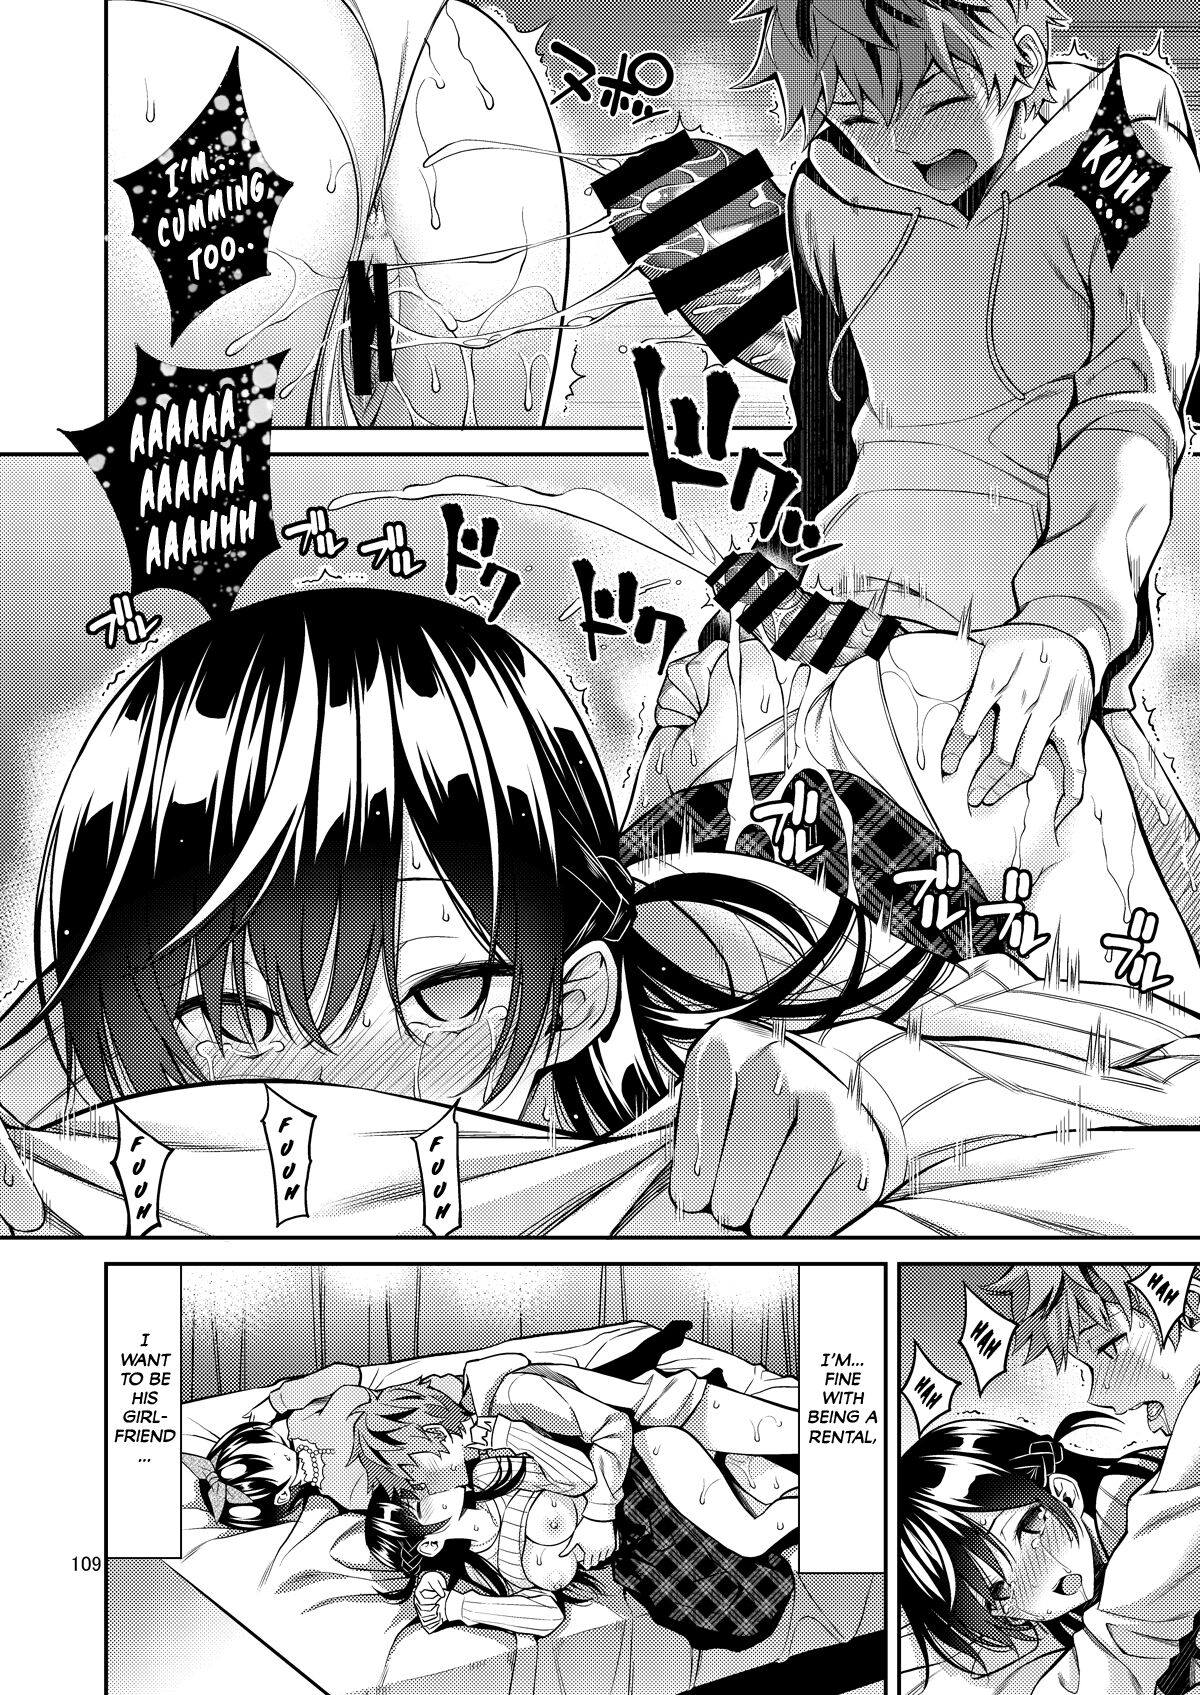 KUH
...
ヌポッ
I'M...
CUMMING
TOO..
ドクッ
ドク
AAAAAA
AAAAAA
AAAHHH
ブル
ブル
ブル
ドク
ドク
ブル
ブル
ブル
ブル
FUUH
FUUH
FUUH
HAH
HAH
HAH
I'M...
FINE
WITH
BEING A
RENTAL,
I
WANT
TO BE
HIS
GIRL-
FRIEND
...
109